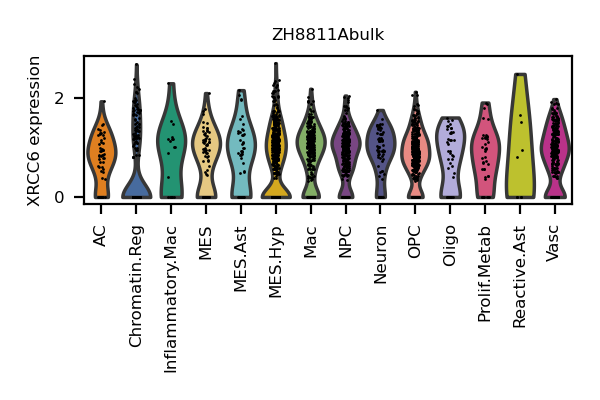 ZH8811Abulk
XRCC6 expression
2
0
AC
Chromatin.Reg
Inflammatory.Mac
MES
MES.Ast
MES.Hyp
Mac
NPC
Neuron
OPC
Oligo
Prolif.Metab
Reactive.Ast
Vasc